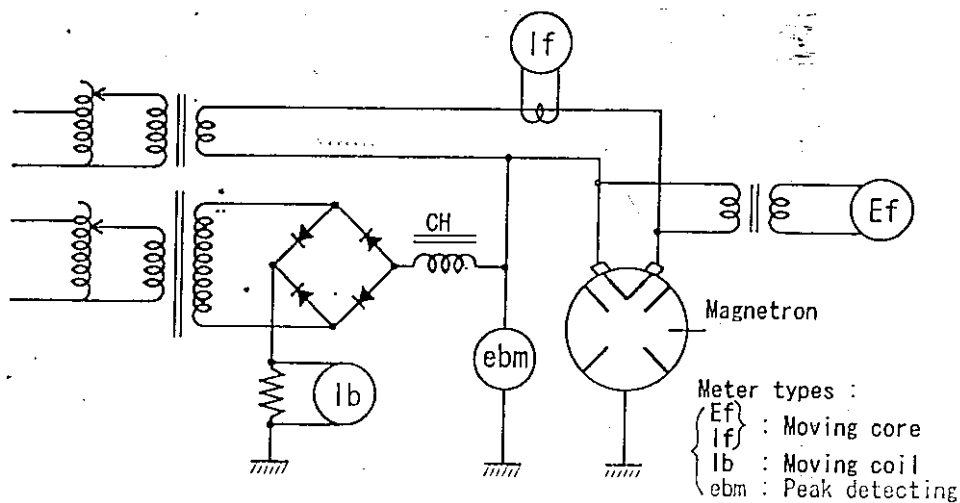 If
CH
Ef
Magnetron
ebm
Ib
Meter types :
Ef
If : Moving core
Ib : Moving coil
ebm : Peak detecting